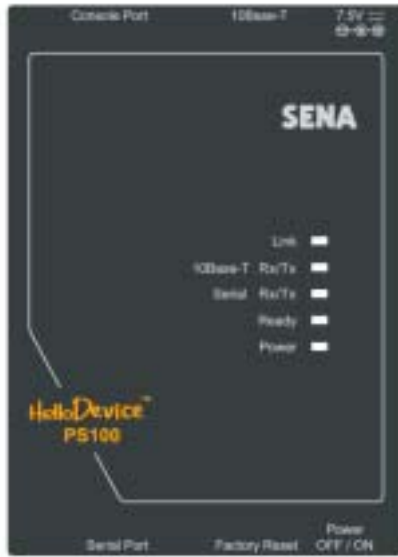 Console Port 10Base-T 7.5V
SENA
Link
10Base-T Rx/Tx
Serial Rx/Tx
Ready
Power
HelloDevice™
PS100
Power
Serial Port Factory Reset OFF / ON